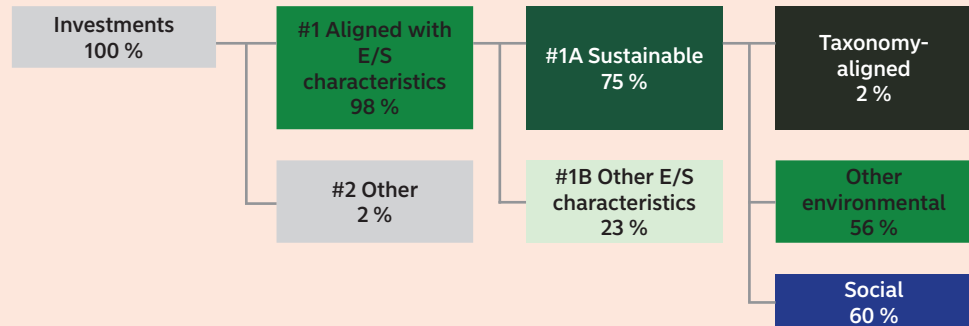 Investments
100 %
#1 Aligned with
E/S
characteristics
98 %
#1A Sustainable
75 %
Taxonomy-
aligned
2 %
#2 Other
2 %
#1B Other E/S
characteristics
23 %
Other
environmental
56 %
Social
60 %